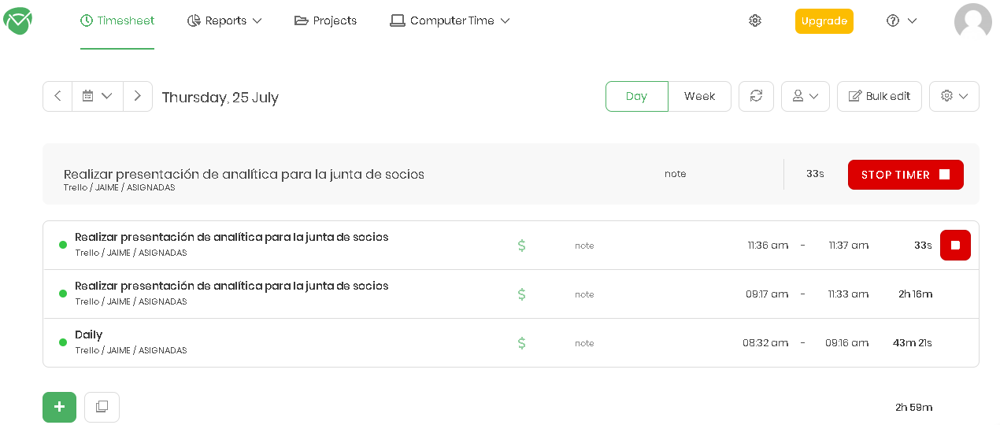 Timesheet Reports Projects Computer Time Upgrade
Thursday, 25 July Day Week Bulk edit
Realizar presentación de analítica para la junta de socios note 33s STOP TIMER
Trello / JAIME / ASIGNADAS
Realizar presentación de analítica para la junta de socios $ note 11:36 am - 11:37 am 33s
Trello / JAIME / ASIGNADAS
Realizar presentación de analítica para la junta de socios $ note 09:17 am - 11:33 am 2h 16m
Trello / JAIME / ASIGNADAS
Daily $ note 08:32 am - 09:16 am 43m 21s
Trello / JAIME / ASIGNADAS
2h 59m